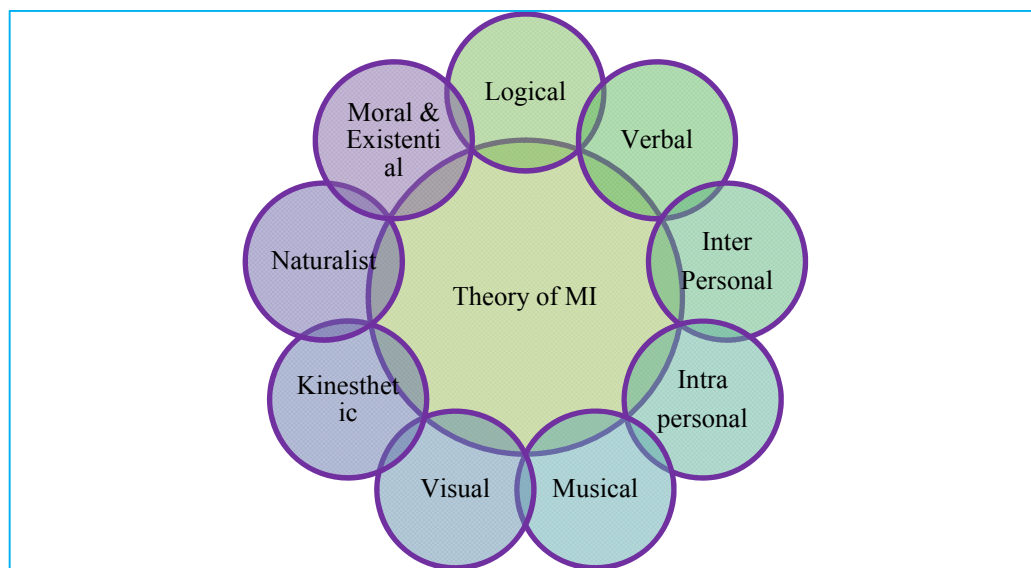 Logical
Verbal
Inter
Personal
Intra
personal
Musical
Visual
Kinesthet
ic
Naturalist
Moral &
Existenti
al
Theory of MI